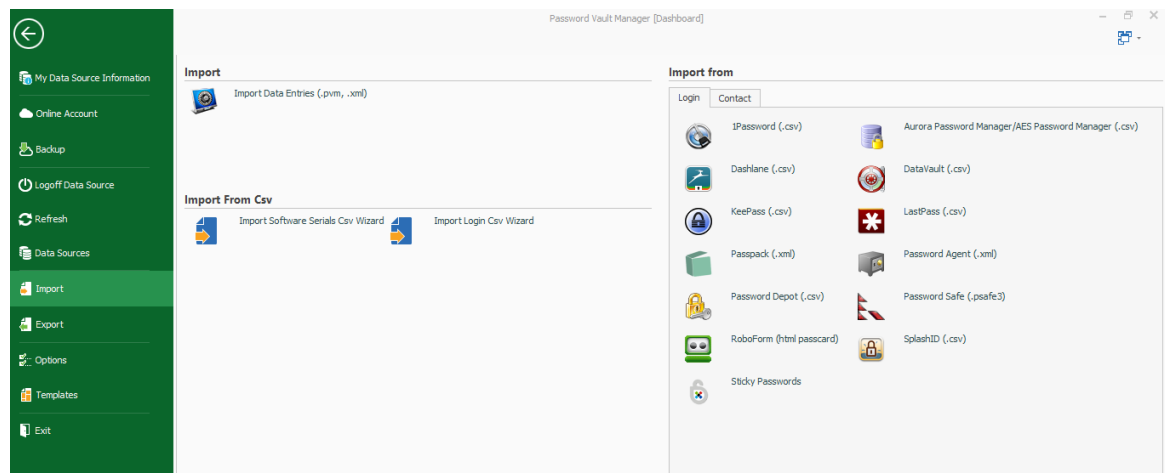 Password Vault Manager [Dashboard]
My Data Source Information
Online Account
Backup
Logoff Data Source
Refresh
Data Sources
Import
Export
Options
Templates
Exit
Import
Import Data Entries (.pvm, .xml)
Import From Csv
Import Software Serials Csv Wizard
Import Login Csv Wizard
Import from
Login
Contact
1Password (.csv)
Aurora Password Manager/AES Password Manager (.csv)
Dashlane (.csv)
DataVault (.csv)
KeePass (.csv)
LastPass (.csv)
Passpack (.xml)
Password Agent (.xml)
Password Depot (.csv)
Password Safe (.psafe3)
RoboForm (html passcard)
SplashID (.csv)
Sticky Passwords